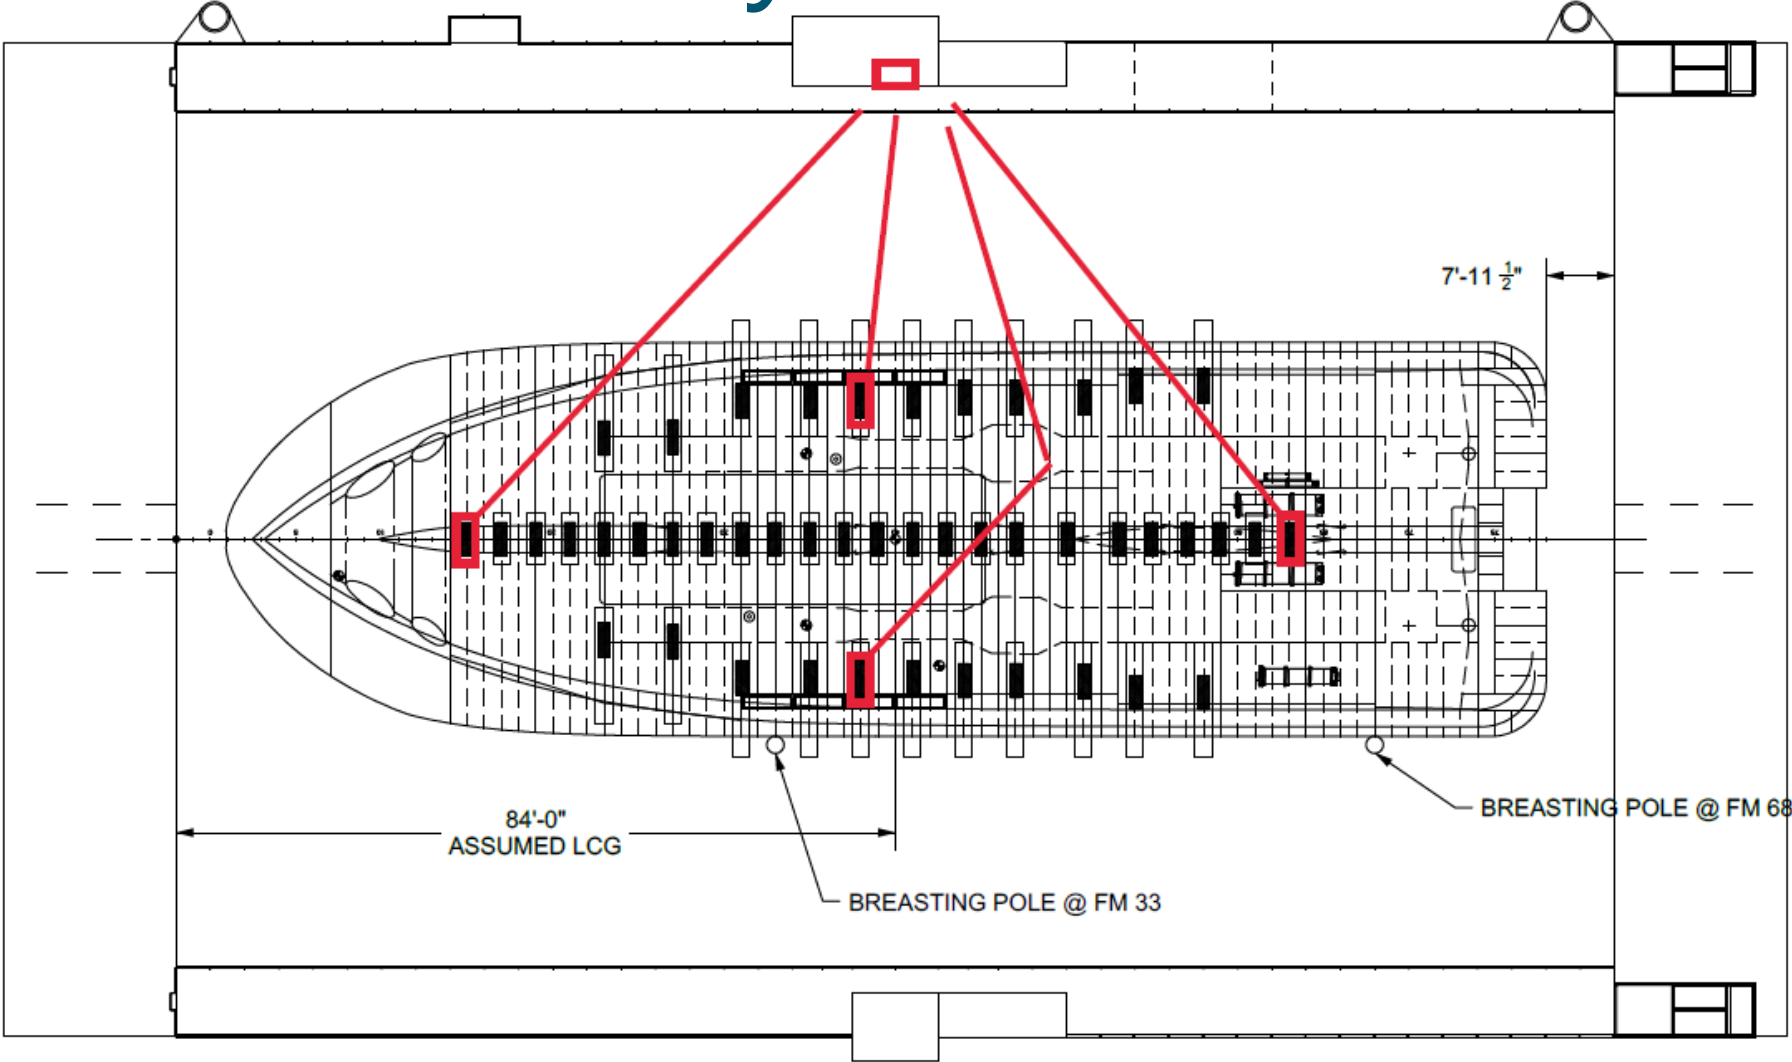 7'-11 1/2"
84'-0"
ASSUMED LCG
BREASTING POLE @ FM 68
BREASTING POLE @ FM 33